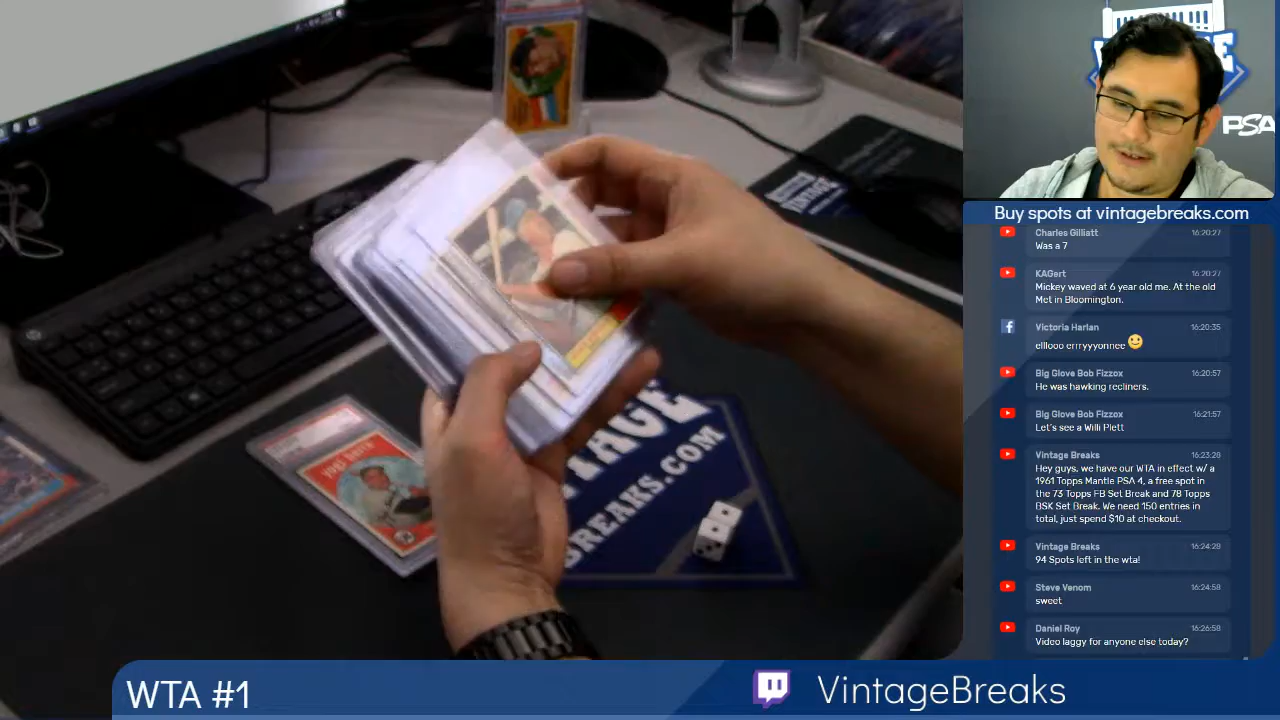 PSA
Buy spots at vintagebreaks.com
Charles Gilliatt 16:20:27
Was a 7
KAGert 16:20:27
Mickey waved at 6 year old me. At the old
Met in Bloomington.
Victoria Harlan 16:20:35
elllooo errryyyonnee
Big Glove Bob Fizzox 16:20:57
He was hawking recliners.
Big Glove Bob Fizzox 16:21:57
Let's see a Willi Plett
Vintage Breaks 16:23:28
Hey guys, we have our WTA in effect w/ a
1961 Topps Mantle PSA 4, a free spot in
the 73 Topps FB Set Break and 78 Topps
BSK Set Break. We need 150 entries in
total, just spend $10 at checkout.
Vintage Breaks 16:24:28
94 Spots left in the wta!
Steve Venom 16:24:58
sweet
Daniel Roy 16:26:58
Video laggy for anyone else today?
VINTAGE
yogi berra
TAGE
BREAKS.COM
WTA #1
VintageBreaks